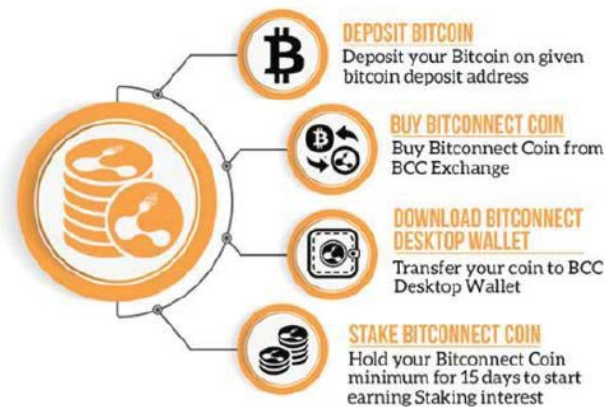 DEPOSIT BITCOIN
Deposit your Bitcoin on given
bitcoin deposit address
BUY BITCONNECT COIN
Buy Bitconnect Coin from
BCC Exchange
DOWNLOAD BITCONNECT
DESKTOP WALLET
Transfer your coin to BCC
Desktop Wallet
STAKE BITCONNECT COIN
Hold your Bitconnect Coin
minimum for 15 days to start
earning Staking interest